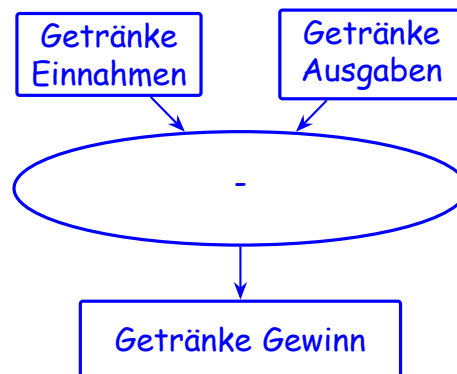 Getränke
Einnahmen
Getränke
Ausgaben
-
Getränke Gewinn